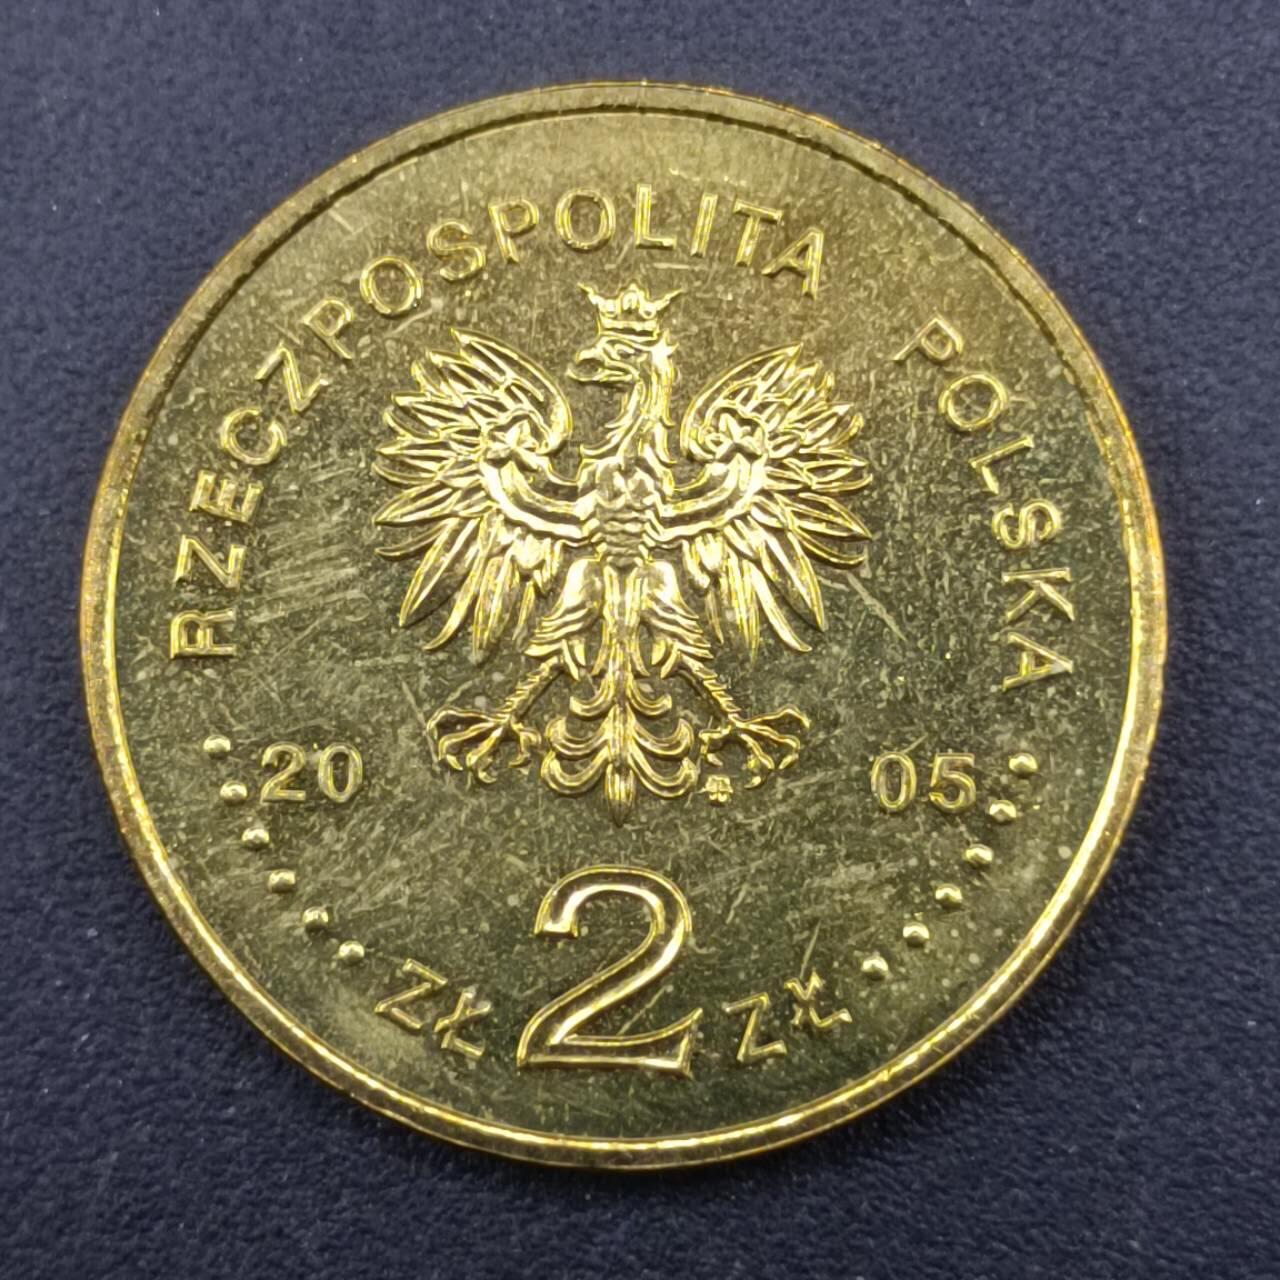 RZECZPOSPOLITA POLSKA
20 05
ZŁ 2 ZŁ